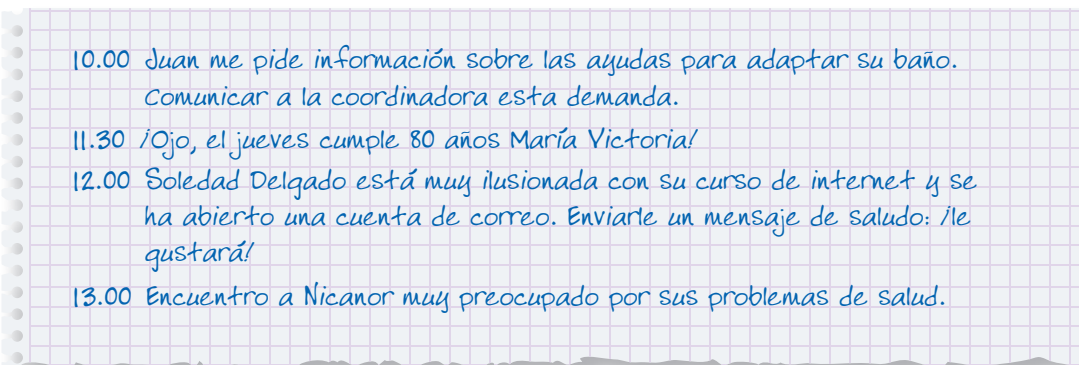 10.00 Juan me pide información sobre las ayudas para adaptar su baño.
Comunicar a la coordinadora esta demanda.
11.30 ¡Ojo, el jueves cumple 80 años María Victoria!
12.00 Soledad Delgado está muy ilusionada con su curso de internet y se
ha abierto una cuenta de correo. Enviarle un mensaje de saludo: ¡le
gustará!
13.00 Encuentro a Nicanor muy preocupado por sus problemas de salud.